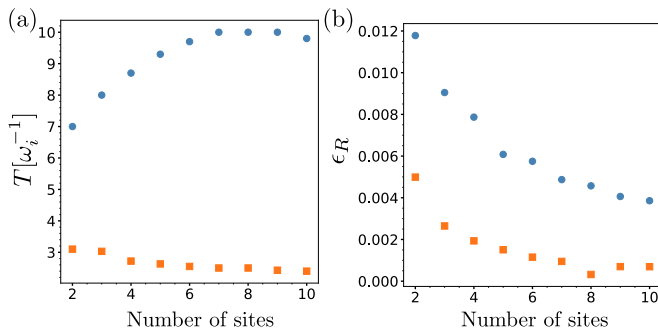 (a)
(b)
10
9
8
7
6
5
4
3
T[ω_i^{-1}]
2 4 6 8 10
Number of sites
0.012
0.010
0.008
0.006
0.004
0.002
0.000
ϵ_R
2 4 6 8 10
Number of sites